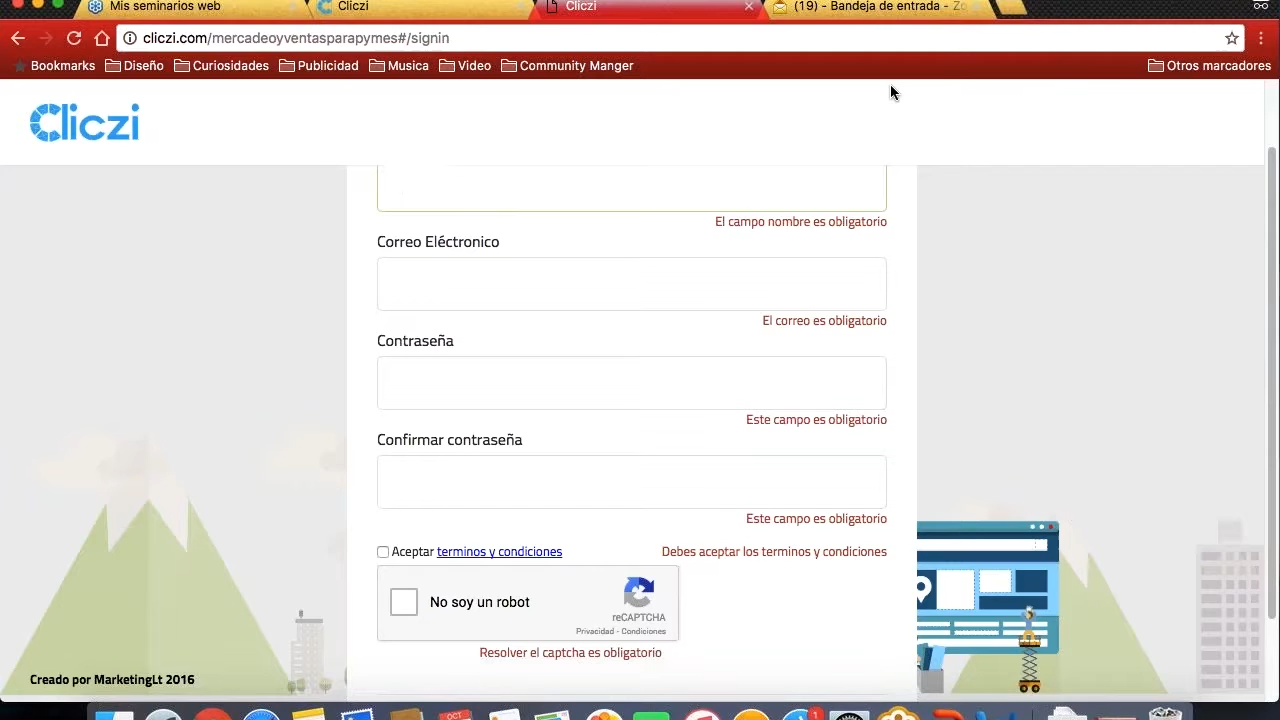 Mis seminarios web
Cliczi
Cliczi
(19) - Bandeja de entrada - Zo
cliczi.com/mercadeoyventasparapymes#/signin
Bookmarks
Diseño
Curiosidades
Publicidad
Musica
Video
Community Manger
Otros marcadores
Cliczi
El campo nombre es obligatorio
Correo Eléctronico
El correo es obligatorio
Contraseña
Este campo es obligatorio
Confirmar contraseña
Este campo es obligatorio
Aceptar terminos y condiciones
Debes aceptar los terminos y condiciones
No soy un robot
reCAPTCHA
Privacidad - Condiciones
Resolver el captcha es obligatorio
Creado por MarketingLt 2016
OCT
1